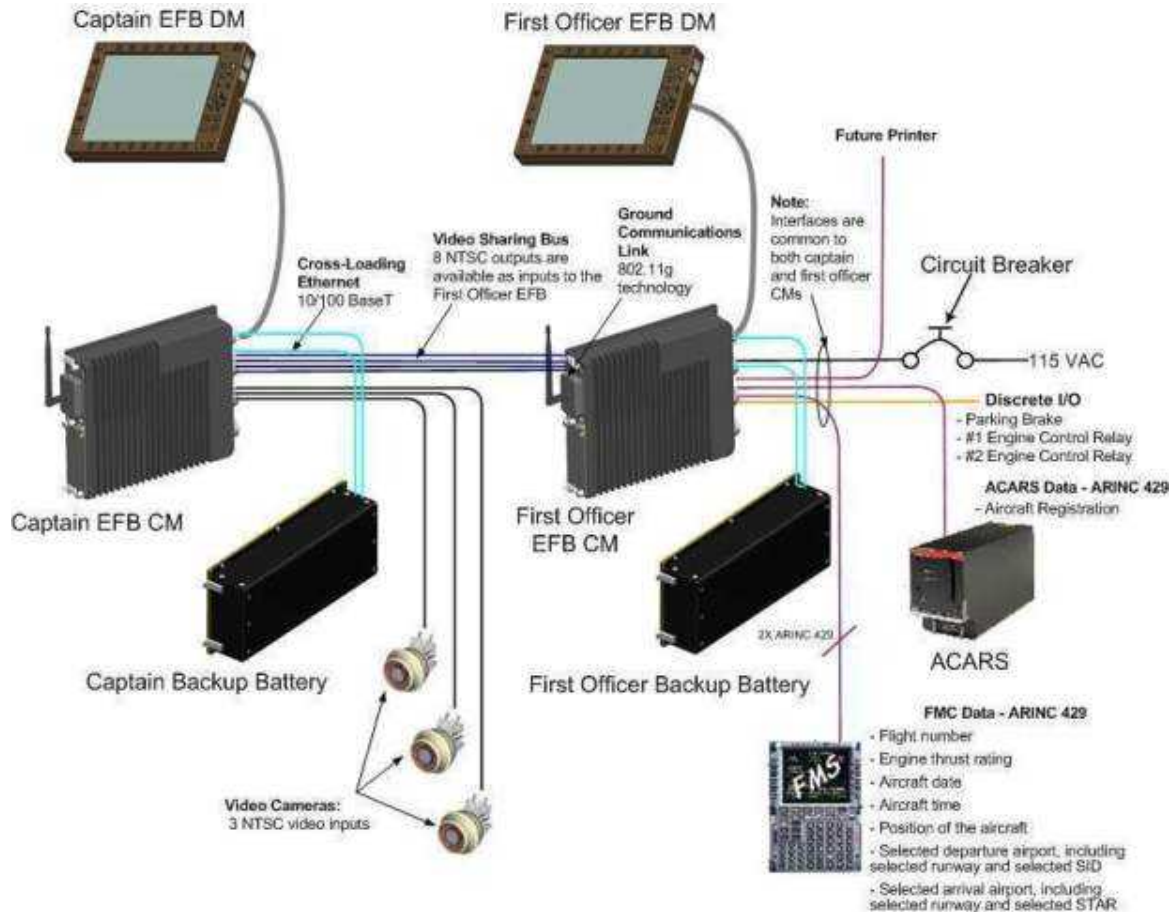 Captain EFB DM
First Officer EFB DM
Future Printer
Note:
Interfaces are
common to
both captain
and first officer
CMs
Ground
Communications
Link
802.11g
technology
Video Sharing Bus
8 NTSC outputs are
available as inputs to the
First Officer EFB
Cross-Loading
Ethernet
10/100 BaseT
Circuit Breaker
115 VAC
Discrete I/O
- Parking Brake
- #1 Engine Control Relay
- #2 Engine Control Relay
ACARS Data - ARINC 429
- Aircraft Registration
Captain EFB CM
First Officer
EFB CM
ACARS
2X ARINC 429
Captain Backup Battery
First Officer Backup Battery
Video Cameras:
3 NTSC video inputs
FMS
FMC Data - ARINC 429
- Flight number
- Engine thrust rating
- Aircraft date
- Aircraft time
- Position of the aircraft
- Selected departure airport, including
selected runway and selected SID
- Selected arrival airport, including
selected runway and selected STAR